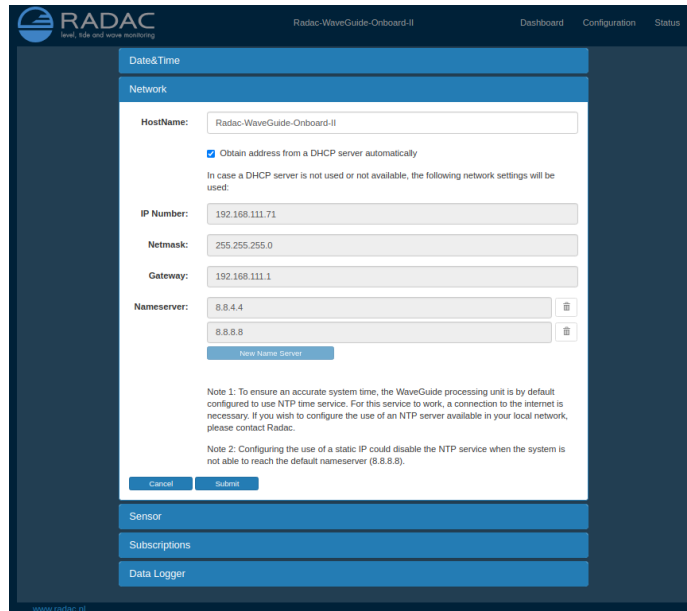 RADAC
level, tide and wave monitoring
Radac-WaveGuide-Onboard-II
Dashboard
Configuration
Status
Date&Time
Network
HostName:
Radac-WaveGuide-Onboard-II
Obtain address from a DHCP server automatically
In case a DHCP server is not used or not available, the following network settings will be
used:
IP Number:
192.168.111.71
Netmask:
255.255.255.0
Gateway:
192.168.111.1
Nameserver:
8.8.4.4
8.8.8.8
New Name Server
Note 1: To ensure an accurate system time, the WaveGuide processing unit is by default
configured to use NTP time service. For this service to work, a connection to the internet is
necessary. If you wish to configure the use of an NTP server available in your local network,
please contact Radac.
Note 2: Configuring the use of a static IP could disable the NTP service when the system is
not able to reach the default nameserver (8.8.8.8).
Cancel
Submit
Sensor
Subscriptions
Data Logger
www.radac.nl